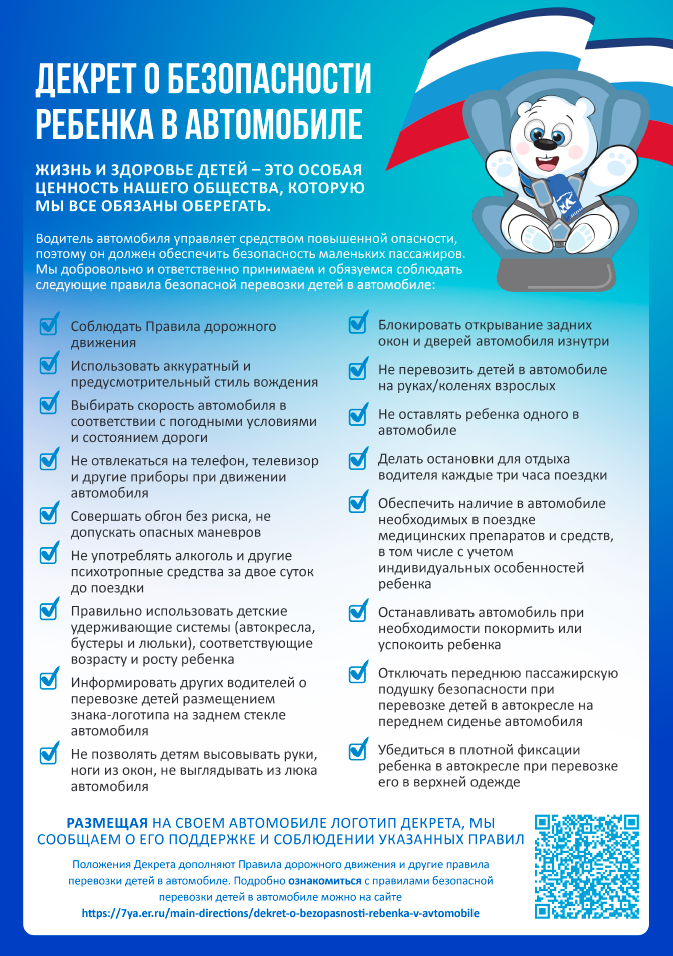 ДЕКРЕТ О БЕЗОПАСНОСТИ
РЕБЕНКА В АВТОМОБИЛЕ
ЖИЗНЬ И ЗДОРОВЬЕ ДЕТЕЙ – ЭТО ОСОБАЯ
ЦЕННОСТЬ НАШЕГО ОБЩЕСТВА, КОТОРУЮ
МЫ ВСЕ ОБЯЗАНЫ ОБЕРЕГАТЬ.
Водитель автомобиля управляет средством повышенной опасности,
поэтому он должен обеспечить безопасность маленьких пассажиров.
Мы добровольно и ответственно принимаем и обязуемся соблюдать
следующие правила безопасной перевозки детей в автомобиле:
Соблюдать Правила дорожного
движения
Использовать аккуратный и
предусмотрительный стиль вождения
Выбирать скорость автомобиля в
соответствии с погодными условиями
и состоянием дороги
Не отвлекаться на телефон, телевизор
и другие приборы при движении
автомобиля
Совершать обгон без риска, не
допускать опасных маневров
Не употреблять алкоголь и другие
психотропные средства за двое суток
до поездки
Правильно использовать детские
удерживающие системы (автокресла,
бустеры и люльки), соответствующие
возрасту и росту ребенка
Информировать других водителей о
перевозке детей размещением
знака-логотипа на заднем стекле
автомобиля
Не позволять детям высовывать руки,
ноги из окон, не выглядывать из люка
автомобиля
Блокировать открывание задних
окон и дверей автомобиля изнутри
Не перевозить детей в автомобиле
на руках/коленях взрослых
Не оставлять ребенка одного в
автомобиле
Делать остановки для отдыха
водителя каждые три часа поездки
Обеспечить наличие в автомобиле
необходимых в поездке
медицинских препаратов и средств,
в том числе с учетом
индивидуальных особенностей
ребенка
Останавливать автомобиль при
необходимости покормить или
успокоить ребенка
Отключать переднюю пассажирскую
подушку безопасности при
перевозке детей в автокресле на
переднем сиденье автомобиля
Убедиться в плотной фиксации
ребенка в автокресле при перевозке
его в верхней одежде
РАЗМЕЩАЯ НА СВОЕМ АВТОМОБИЛЕ ЛОГОТИП ДЕКРЕТА, МЫ
СООБЩАЕМ О ЕГО ПОДДЕРЖКЕ И СОБЛЮДЕНИИ УКАЗАННЫХ ПРАВИЛ
Положения Декрета дополняют Правила дорожного движения и другие правила
перевозки детей в автомобиле. Подробно ознакомиться с правилами безопасной
перевозки детей в автомобиле можно на сайте
https://7ya.er.ru/main-directions/dekret-o-bezopasnosti-rebenka-v-avtomobile